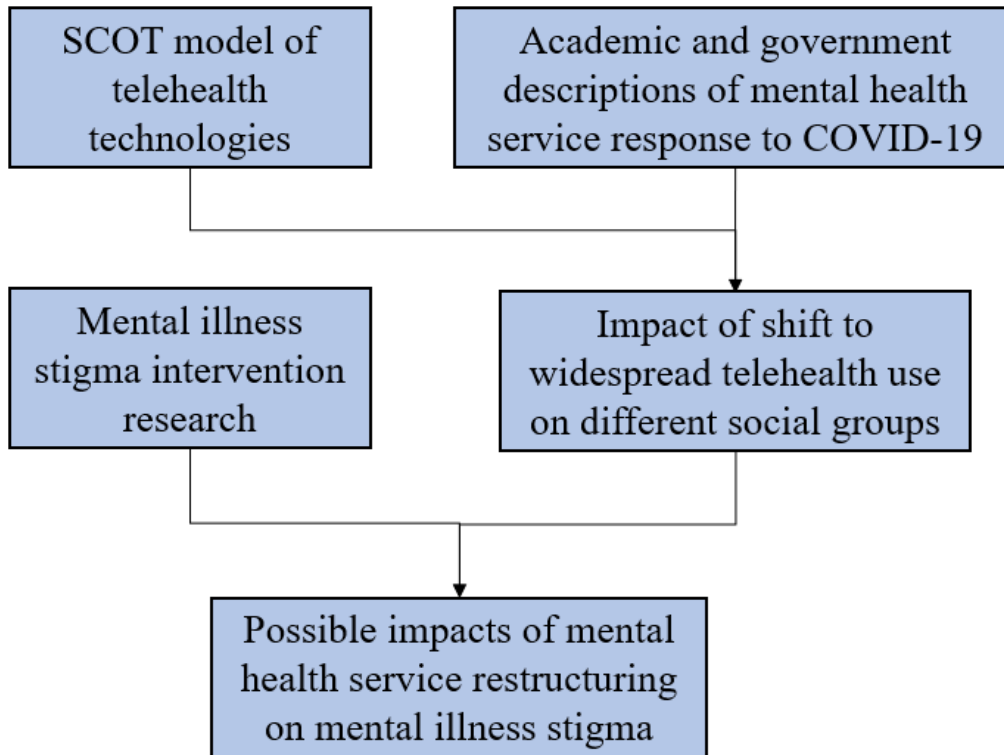 SCOT model of
telehealth
technologies
Academic and government
descriptions of mental health
service response to COVID-19
Mental illness
stigma intervention
research
Impact of shift to
widespread telehealth use
on different social groups
Possible impacts of mental
health service restructuring
on mental illness stigma